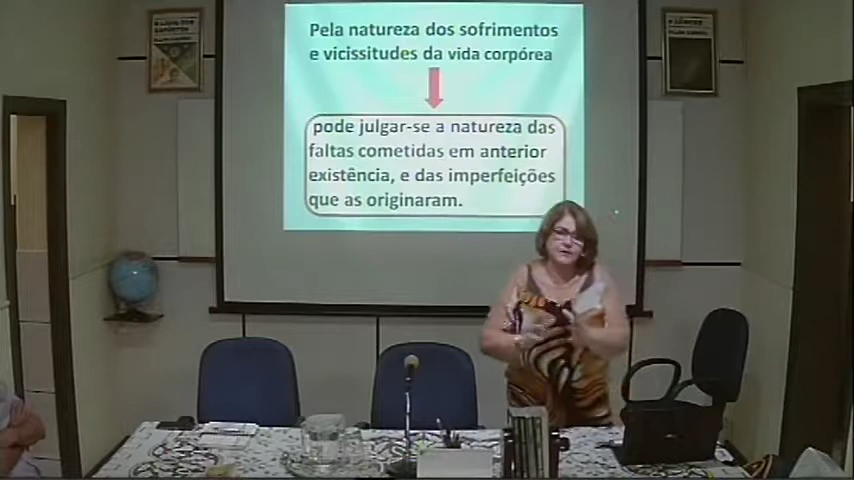 Pela natureza dos sofrimentos
e vicissitudes da vida corpórea
pode julgar-se a natureza das
faltas cometidas em anterior
existência, e das imperfeições
que as originaram.